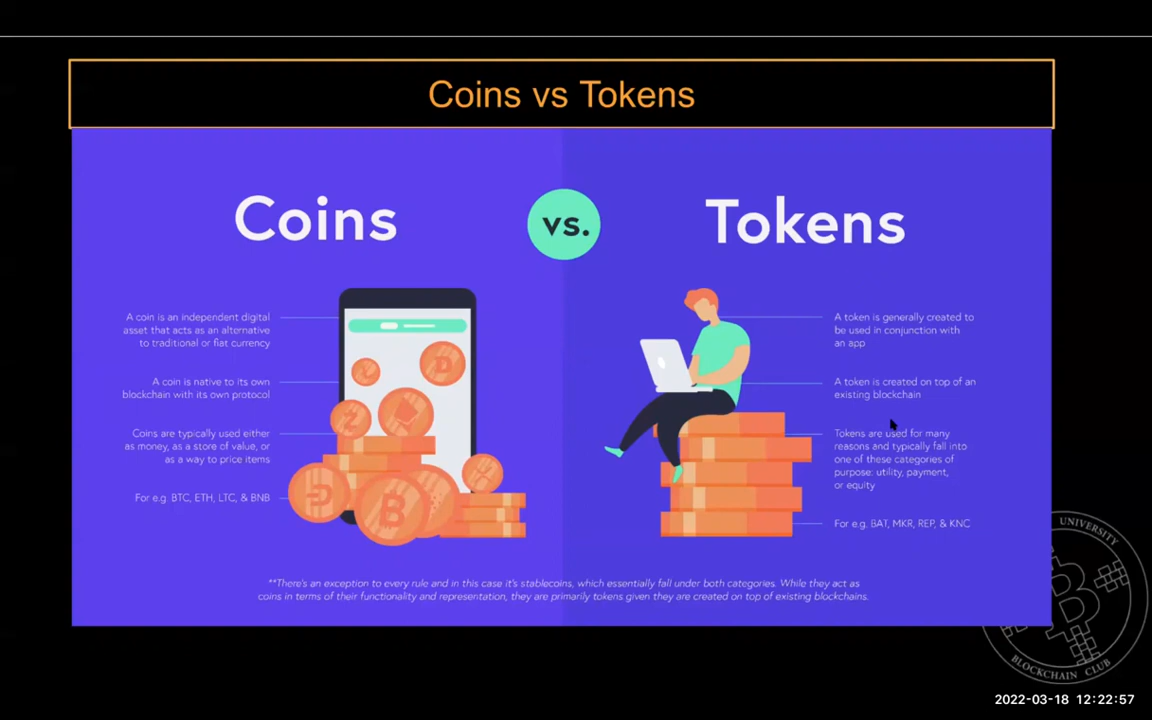 Coins vs Tokens
Coins
vs.
Tokens
A coin is an independent digital
asset that acts as an alternative
to traditional or fiat currency
A coin is native to its own
blockchain with its own protocol
Coins are typically used either
as money, as a store of value, or
as a way to price items
For e.g. BTC, ETH, LTC, & BNB
A token is generally created to
be used in conjunction with
an app
A token is created on top of an
existing blockchain
Tokens are used for many
reasons and typically fall into
one of these categories of
purpose: utility, payment,
or equity
For e.g. BAT, MKR, REP, & KNC
**There's an exception to every rule and in this case it's stablecoins, which essentially fall under both categories. While they act as
coins in terms of their functionality and representation, they are primarily tokens given they are created on top of existing blockchains.
UNIVERSITY
BLOCKCHAIN CLUB
2022-03-18 12:22:57